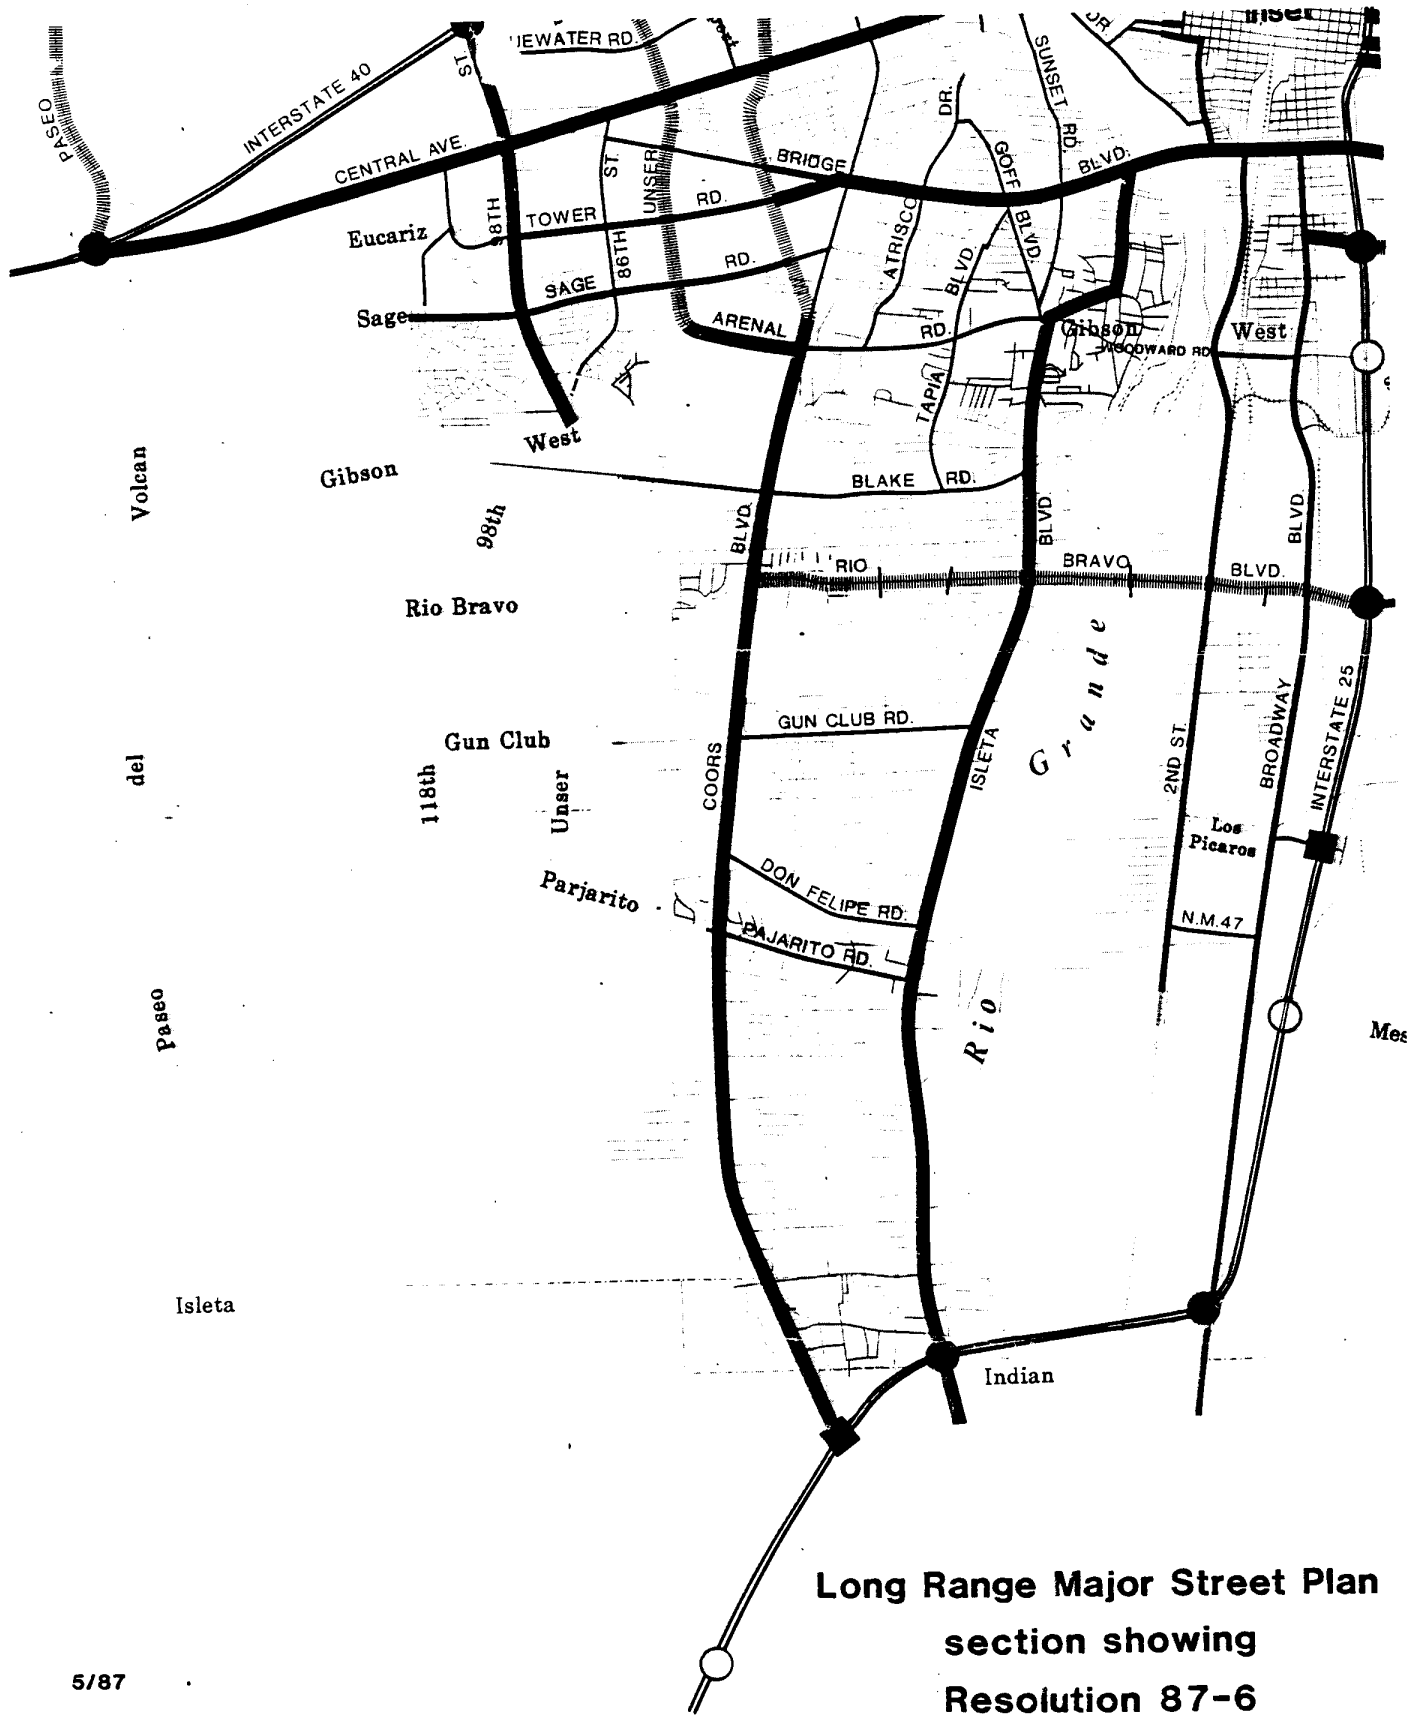 Inset
'JEWATER RD.
DR.
SUNSET RD.
ST.
INTERSTATE 40
PASEO
CENTRAL AVE.
DR.
BRIDGE
BLVD.
GOFF BLVD.
ST.
UNSER
98TH
TOWER RD.
86TH
ATRISCO
Eucariz
SAGE RD.
BLVD.
Sage
ARENAL RD.
Gibson
West
WOODWARD RD.
TAPIA
West
Gibson
BLAKE RD.
Volcan
98th
BLVD.
BLVD.
BLVD.
RIO BRAVO BLVD.
Rio Bravo
Grande
GUN CLUB RD.
Gun Club
COORS
ISLETA
2ND ST.
BROADWAY
INTERSTATE 25
del
118th
Unser
Los
Picaros
DON FELIPE RD.
Parjarito
N.M.47
PAJARITO RD.
Paseo
Rio
Mes
Isleta
Indian
Long Range Major Street Plan
section showing
Resolution 87-6
5/87